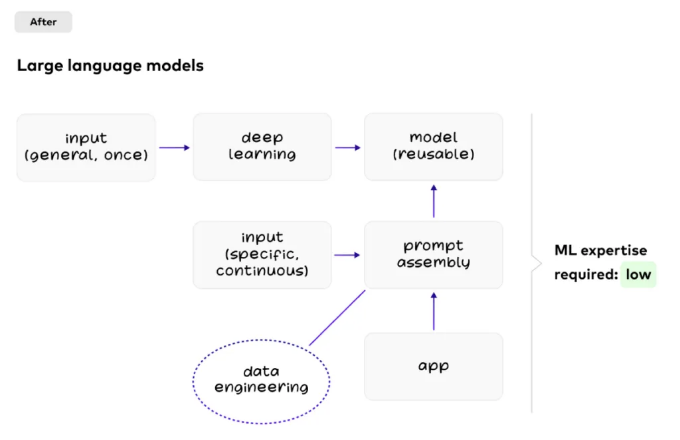 After
Large language models
input
(general, once)
deep
learning
model
(reusable)
input
(specific,
continuous)
prompt
assembly
ML expertise
required: low
data
engineering
app